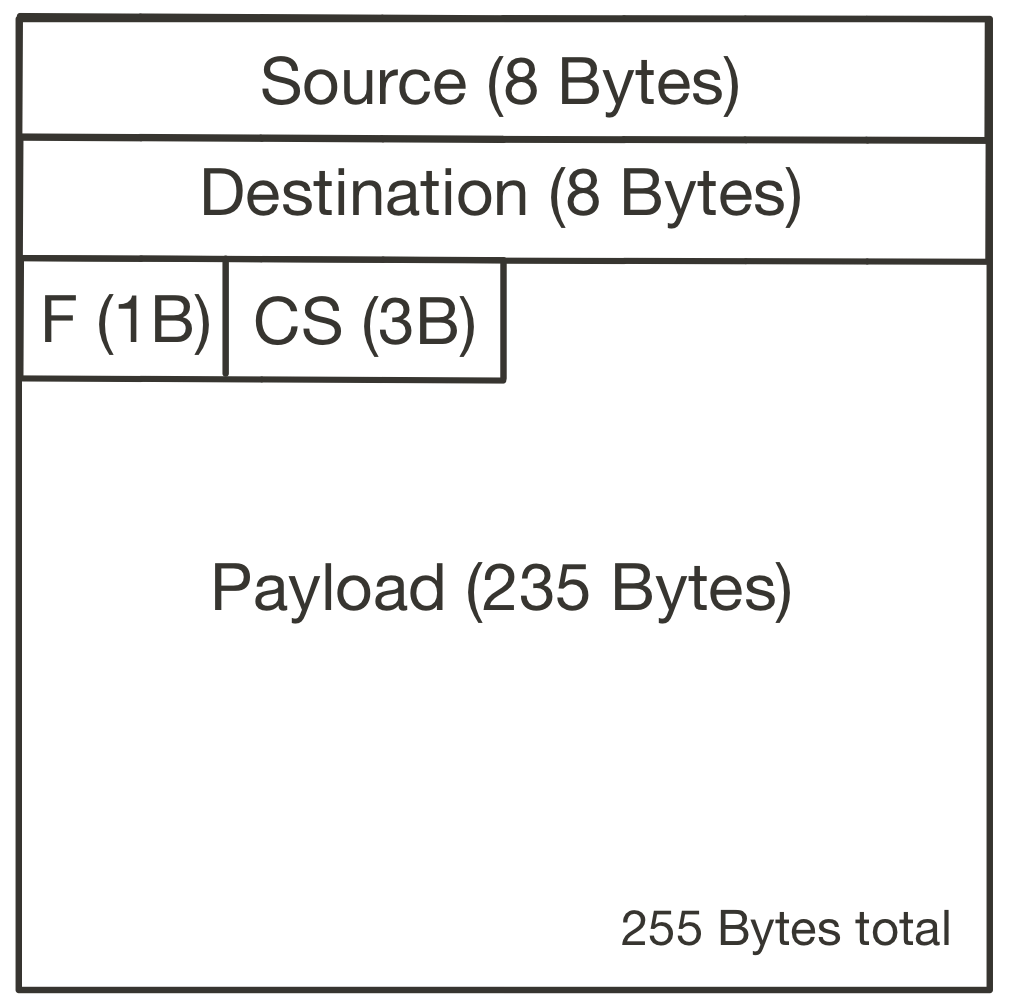 Source (8 Bytes)
Destination (8 Bytes)
F (1B) CS (3B)
Payload (235 Bytes)
255 Bytes total